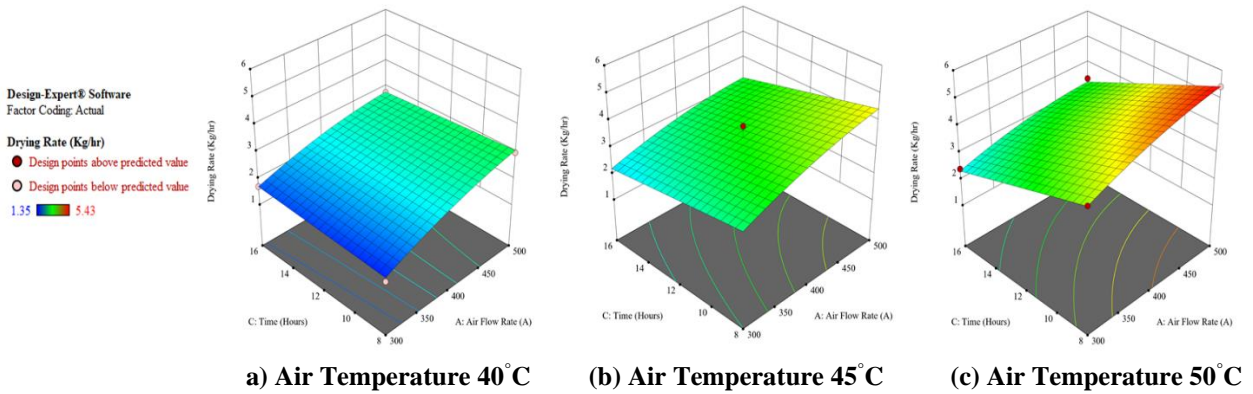 Design-Expert® Software
Factor Coding: Actual
Drying Rate (Kg/hr)
Design points above predicted value
Design points below predicted value
1.35 5.43
6
5
4
3
2
1
Drying Rate (Kg/hr)
16
14
12
10
8
300
350
400
450
500
C: Time (Hours)
A: Air Flow Rate (A)
a) Air Temperature 40°C
6
5
4
3
2
1
Drying Rate (Kg/hr)
16
14
12
10
8
300
350
400
450
500
C: Time (Hours)
A: Air Flow Rate (A)
(b) Air Temperature 45°C
6
5
4
3
2
1
Drying Rate (Kg/hr)
16
14
12
10
8
300
350
400
450
500
C: Time (Hours)
A: Air Flow Rate (A)
(c) Air Temperature 50°C